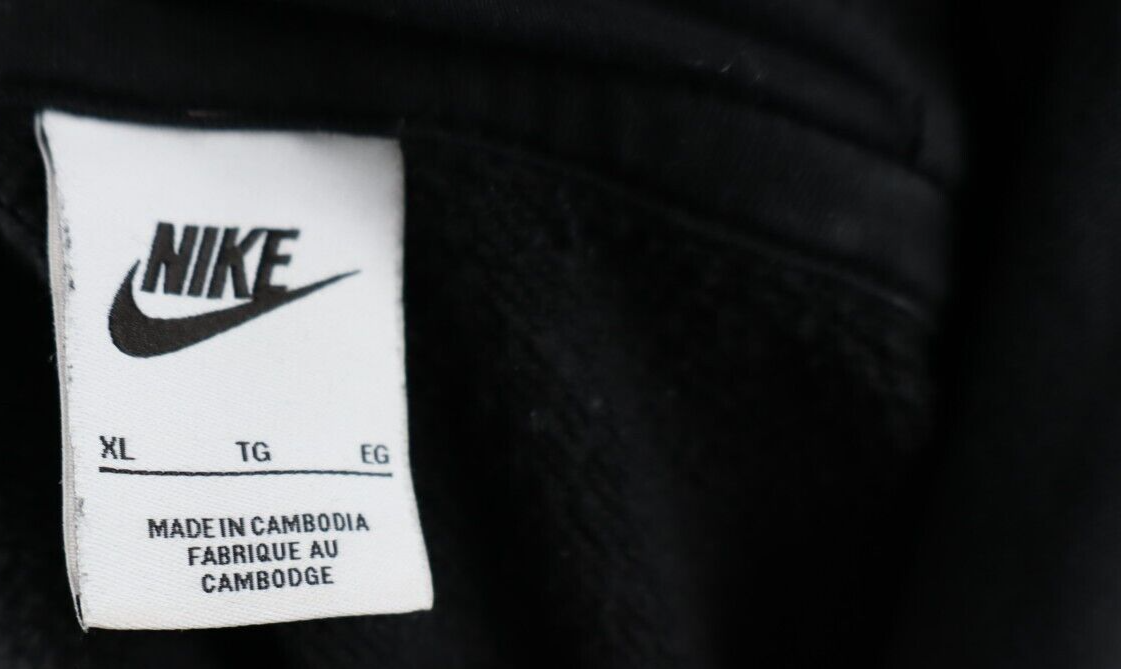 NIKE
XL TG EG
MADE IN CAMBODIA
FABRIQUE AU
CAMBODGE